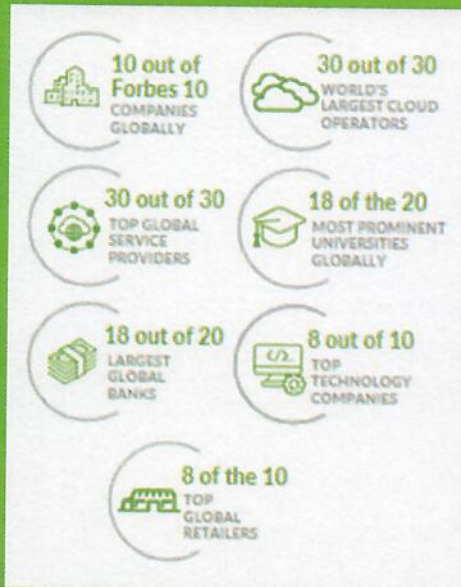 10 out of
Forbes 10
COMPANIES
GLOBALLY
30 out of 30
WORLD'S
LARGEST CLOUD
OPERATORS
30 out of 30
TOP GLOBAL
SERVICE
PROVIDERS
18 of the 20
MOST PROMINENT
UNIVERSITIES
GLOBALLY
18 out of 20
LARGEST
GLOBAL
BANKS
8 out of 10
TOP
TECHNOLOGY
COMPANIES
8 of the 10
TOP
GLOBAL
RETAILERS